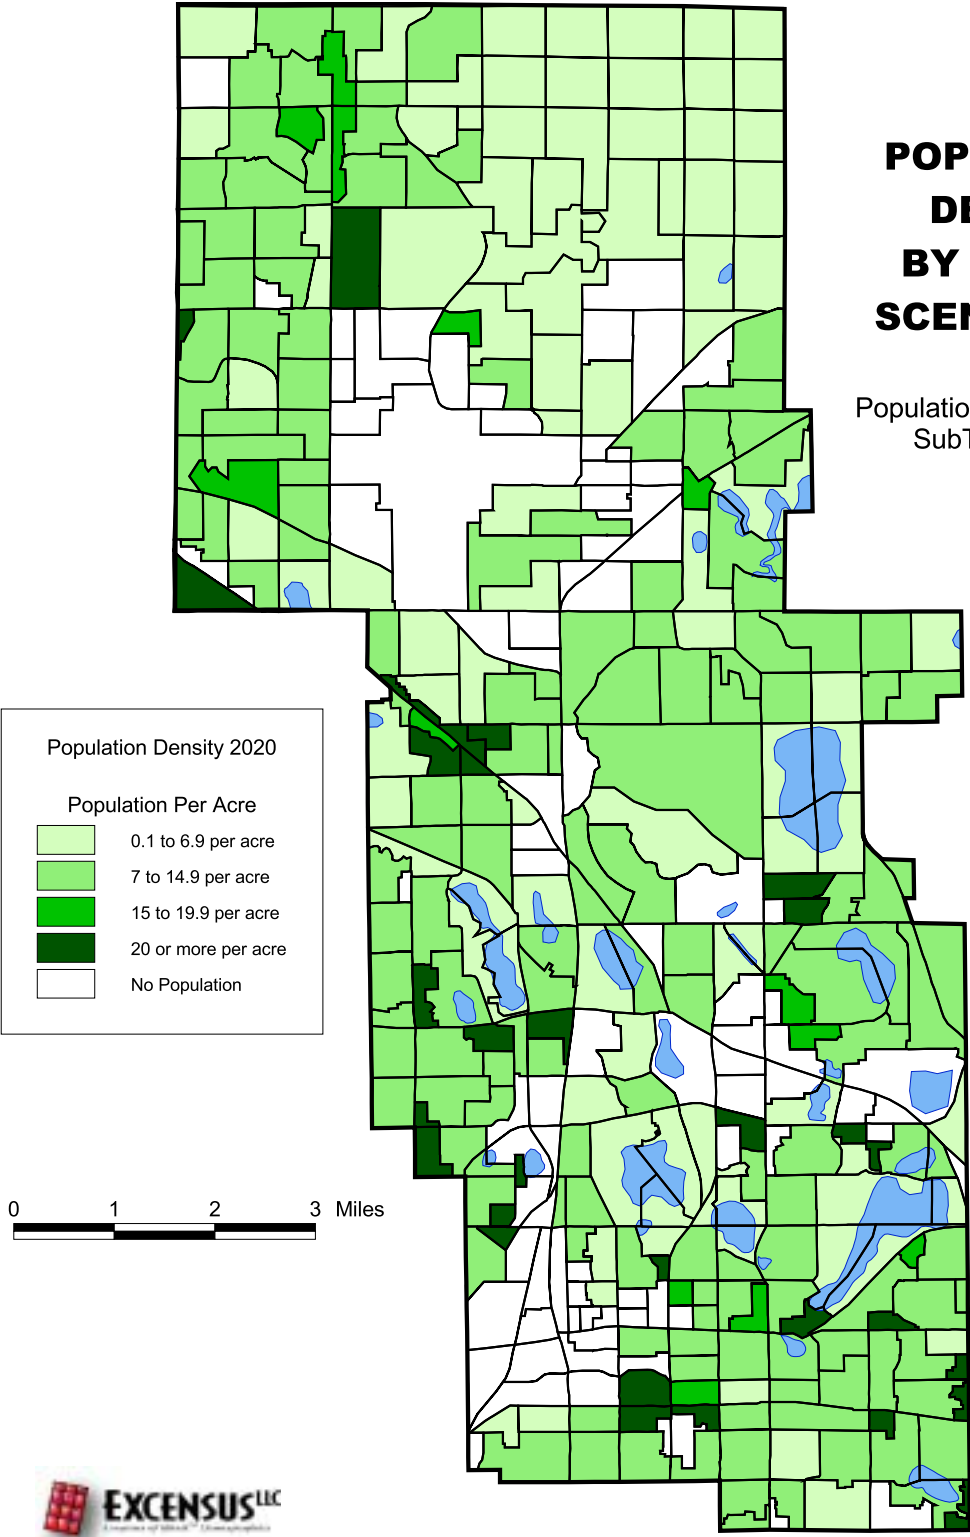 POP
DE
BY
SCEN
Populatio
SubT
Population Density 2020
Population Per Acre
0.1 to 6.9 per acre
7 to 14.9 per acre
15 to 19.9 per acre
20 or more per acre
No Population
0 1 2 3 Miles
EXCENSUS LLC